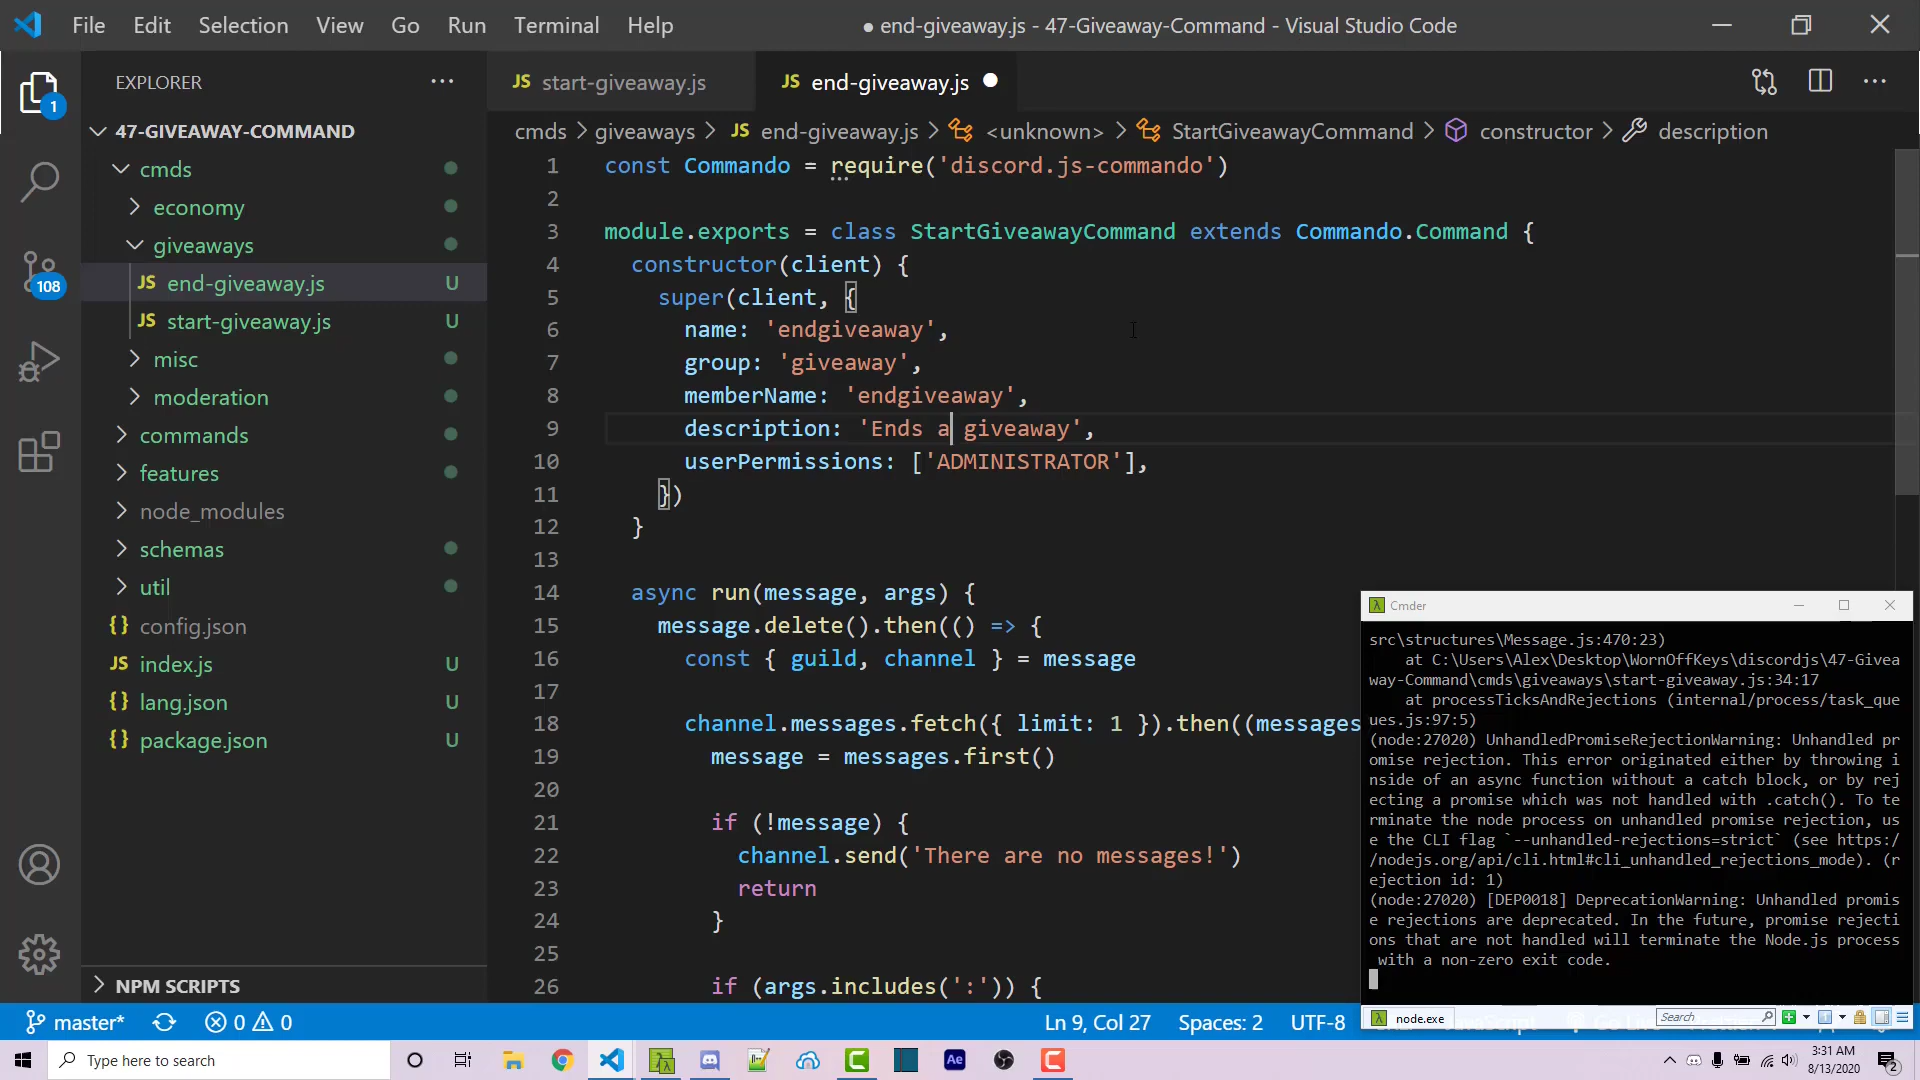 File Edit Selection View Go Run Terminal Help
● end-giveaway.js - 47-Giveaway-Command - Visual Studio Code
EXPLORER
JS start-giveaway.js
JS end-giveaway.js
1
47-GIVEAWAY-COMMAND
cmds
economy
giveaways
JS end-giveaway.js U
JS start-giveaway.js U
misc
moderation
commands
features
node_modules
schemas
util
{} config.json
JS index.js U
{} lang.json U
{} package.json U
108
NPM SCRIPTS
cmds > giveaways > JS end-giveaway.js > <unknown> > StartGiveawayCommand > constructor > description
1 const Commando = require('discord.js-commando')
2
3 module.exports = class StartGiveawayCommand extends Commando.Command {
4 constructor(client) {
5 super(client, {
6 name: 'endgiveaway',
7 group: 'giveaway',
8 memberName: 'endgiveaway',
9 description: 'Ends a giveaway',
10 userPermissions: ['ADMINISTRATOR'],
11 })
12 }
13
14 async run(message, args) {
15 message.delete().then(() => {
16 const { guild, channel } = message
17
18 channel.messages.fetch({ limit: 1 }).then((messages
19 message = messages.first()
20
21 if (!message) {
22 channel.send('There are no messages!')
23 return
24 }
25
26 if (args.includes(':')) {
Cmder
src\structures\Message.js:470:23)
at C:\Users\Alex\Desktop\WornOffKeys\discordjs\47-Givea
way-Command\cmds\giveaways\start-giveaway.js:34:17
at processTicksAndRejections (internal/process/task_que
ues.js:97:5)
(node:27020) UnhandledPromiseRejectionWarning: Unhandled pr
omise rejection. This error originated either by throwing i
nside of an async function without a catch block, or by rej
ecting a promise which was not handled with .catch(). To te
rminate the node process on unhandled promise rejection, us
e the CLI flag `--unhandled-rejections=strict` (see https:/
/nodejs.org/api/cli.html#cli_unhandled_rejections_mode). (r
ejection id: 1)
(node:27020) [DEP0018] DeprecationWarning: Unhandled promis
e rejections are deprecated. In the future, promise rejecti
ons that are not handled will terminate the Node.js process
with a non-zero exit code.
node.exe
Search
master* 0 0
Ln 9, Col 27 Spaces: 2 UTF-8
Type here to search
Ae
3:31 AM
8/13/2020
2